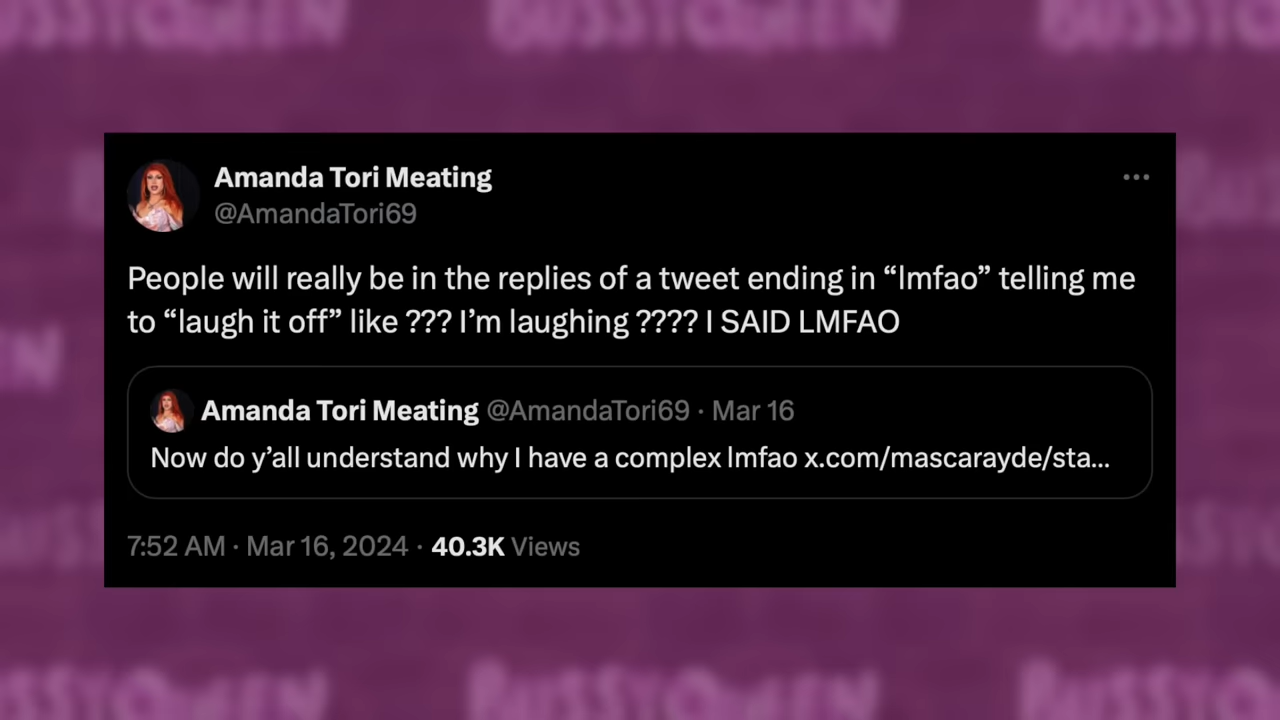 BUSSYQUEEN
Amanda Tori Meating
@AmandaTori69
People will really be in the replies of a tweet ending in “lmfao” telling me
to “laugh it off” like ??? I’m laughing ???? I SAID LMFAO
Amanda Tori Meating @AmandaTori69 · Mar 16
Now do y’all understand why I have a complex lmfao x.com/mascarayde/sta...
7:52 AM · Mar 16, 2024 · 40.3K Views
BUSSYQUEEN